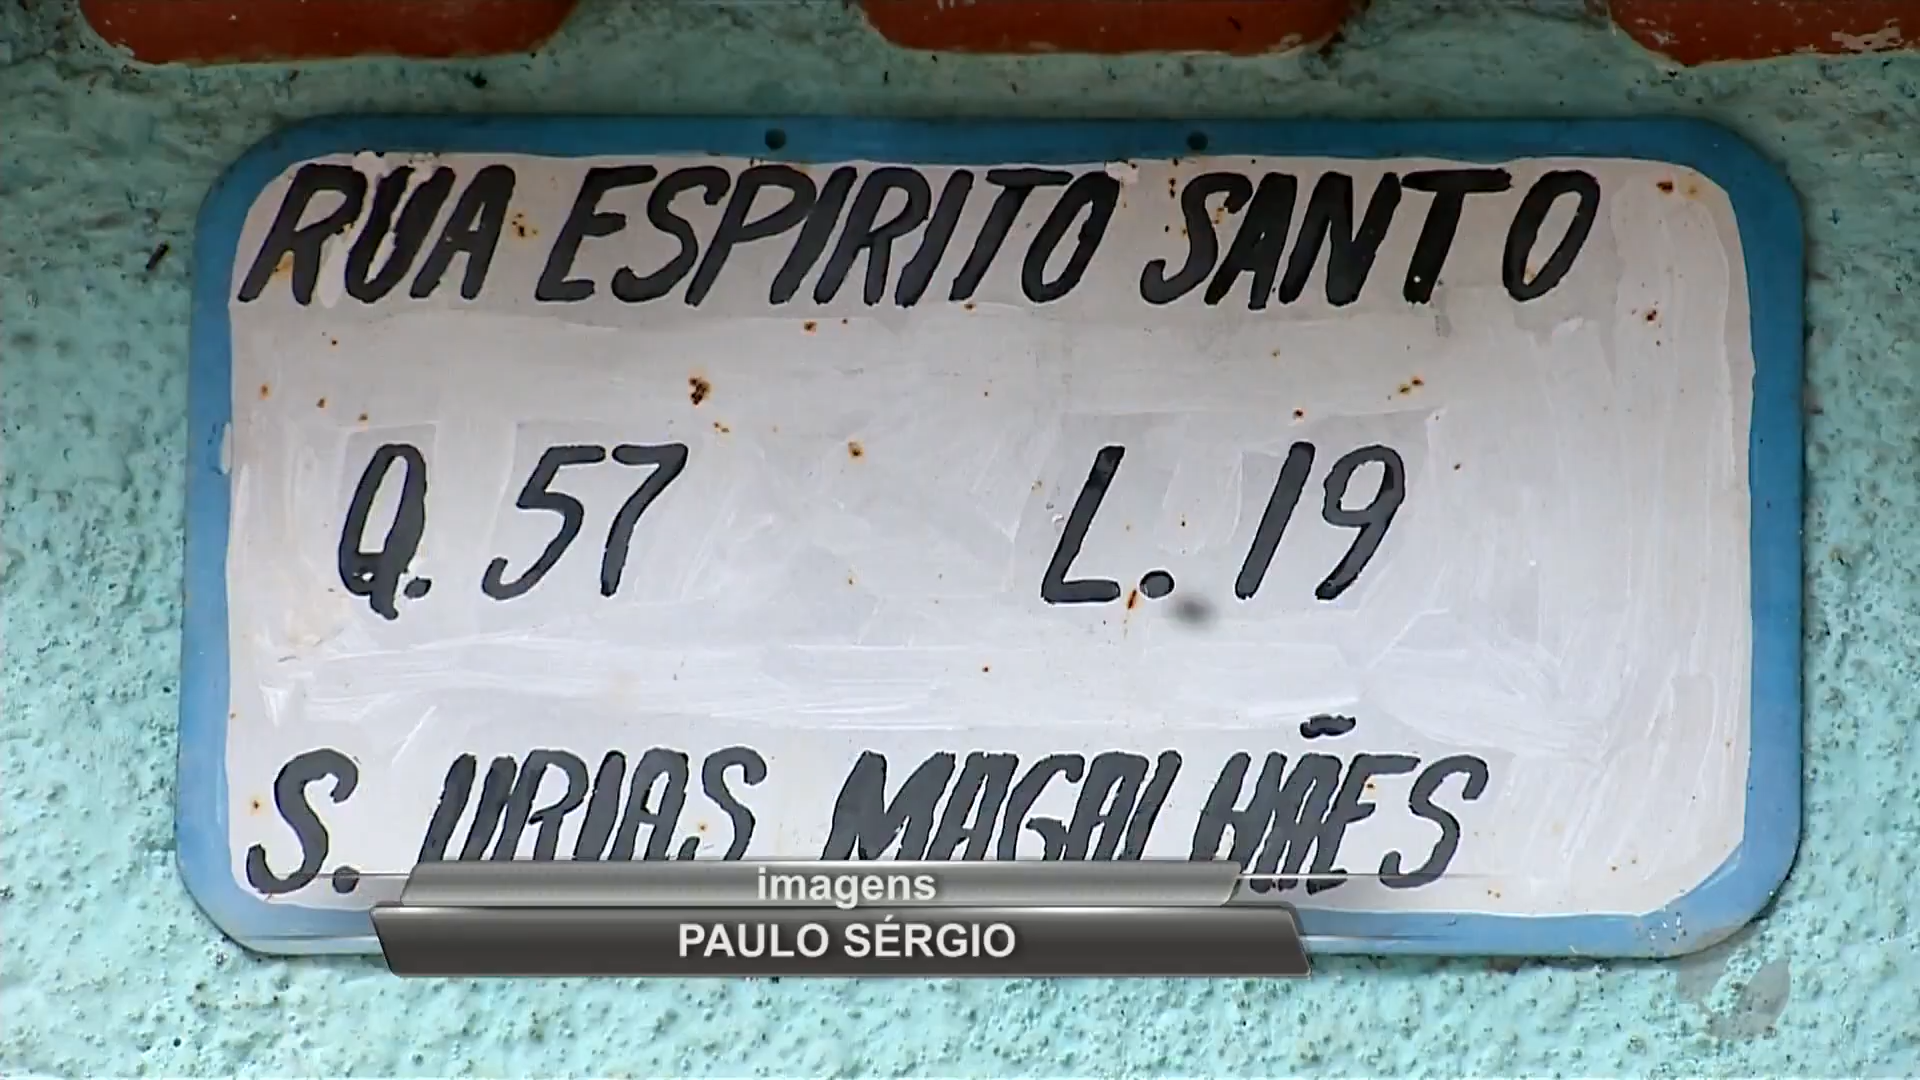 RUA ESPIRITO SANTO
Q. 57 L. 19
S. URIAS MAGALHÃES
imagens
PAULO SÉRGIO